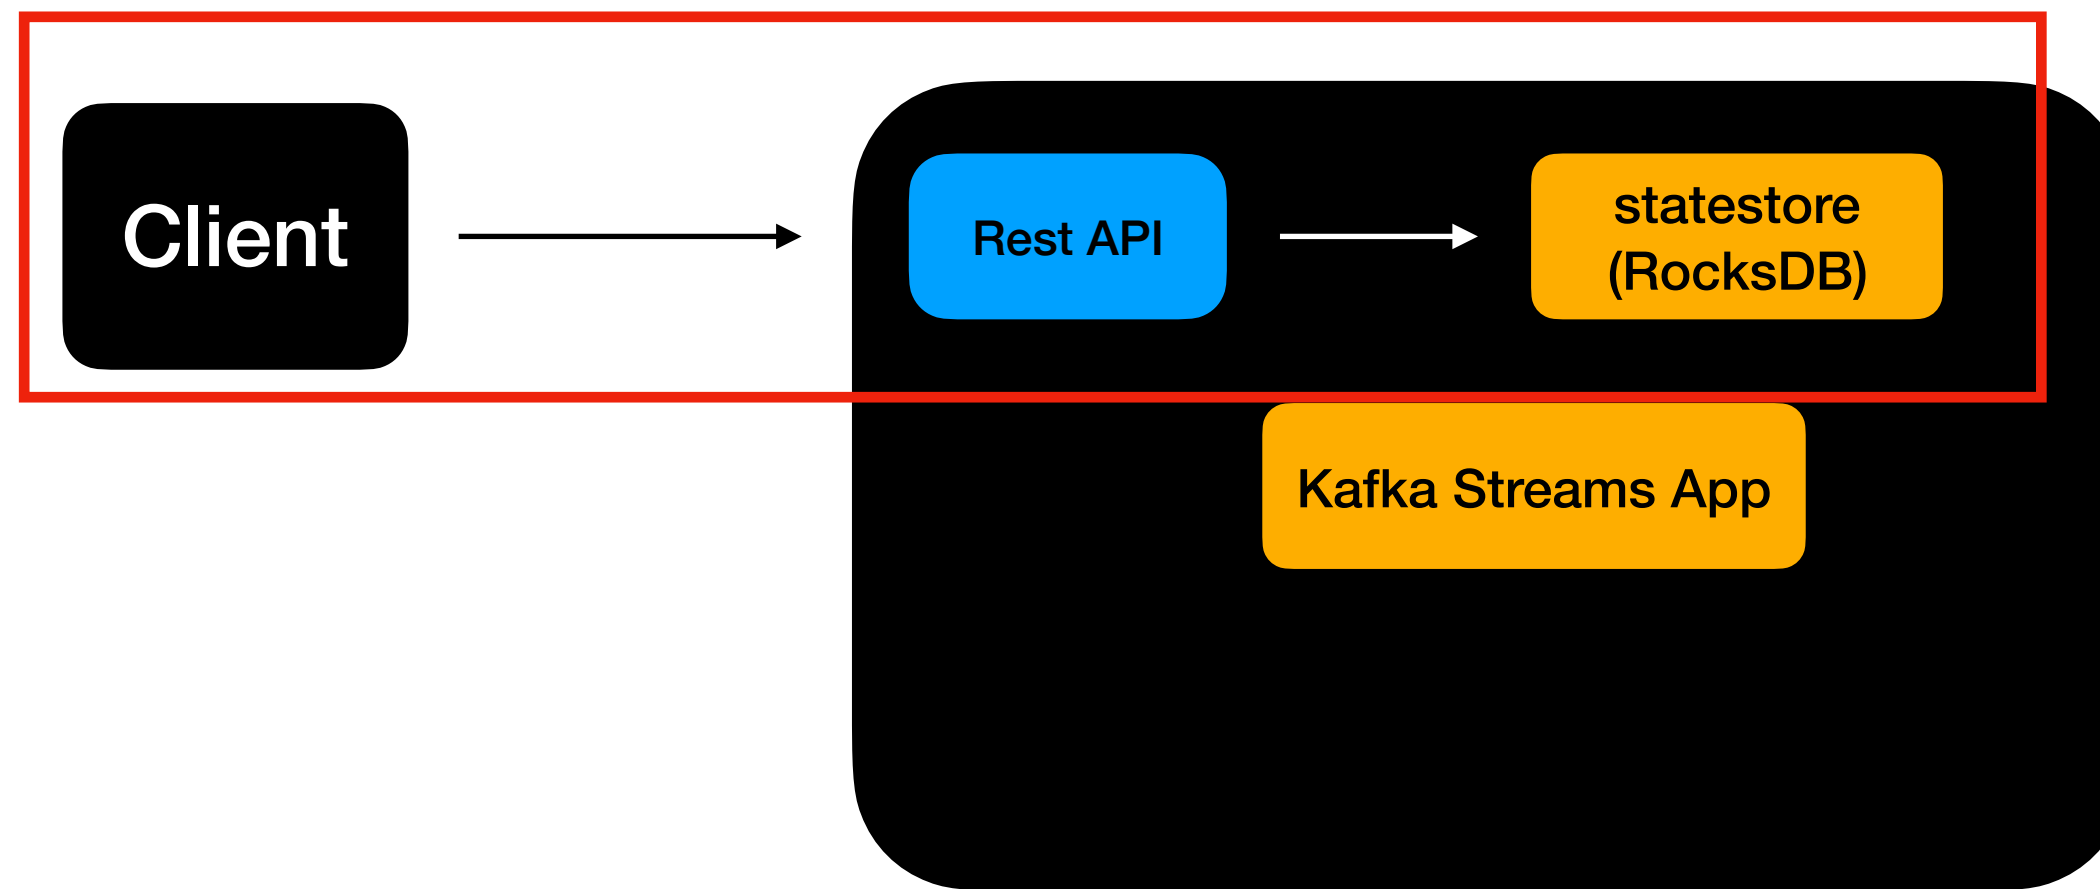 Client
Rest API
statestore
(RocksDB)
Kafka Streams App